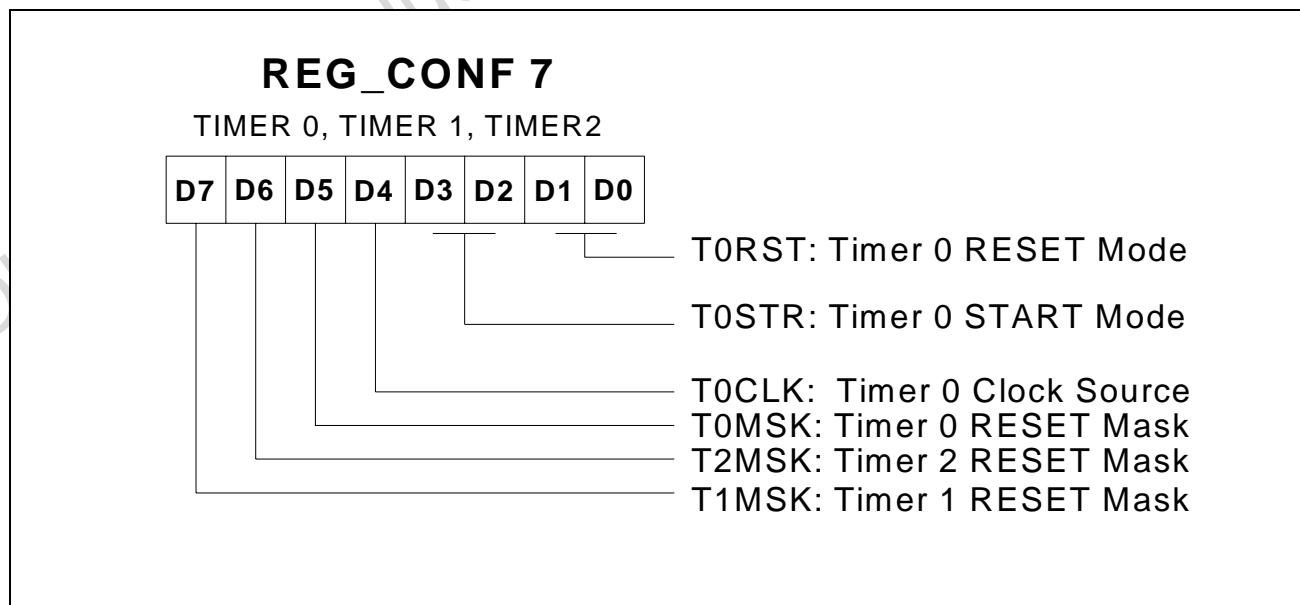 REG_CONF 7
TIMER 0, TIMER 1, TIMER2
D7 D6 D5 D4 D3 D2 D1 D0
T0RST: Timer 0 RESET Mode
T0STR: Timer 0 START Mode
T0CLK: Timer 0 Clock Source
T0MSK: Timer 0 RESET Mask
T2MSK: Timer 2 RESET Mask
T1MSK: Timer 1 RESET Mask